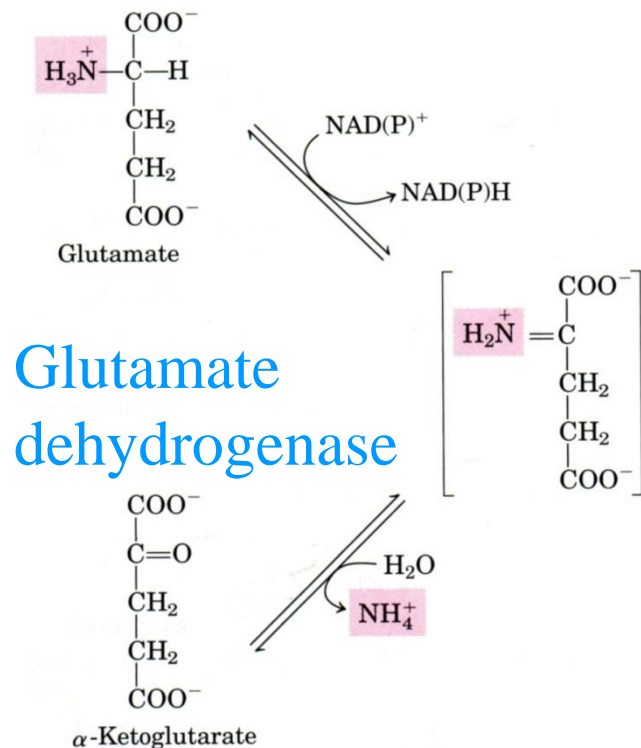 COO⁻
H₃N⁺—C—H
CH₂
CH₂
COO⁻
Glutamate
NAD(P)⁺
NAD(P)H
COO⁻
H₂N⁺=C
CH₂
CH₂
COO⁻
Glutamate
dehydrogenase
H₂O
NH₄⁺
COO⁻
C=O
CH₂
CH₂
COO⁻
α-Ketoglutarate